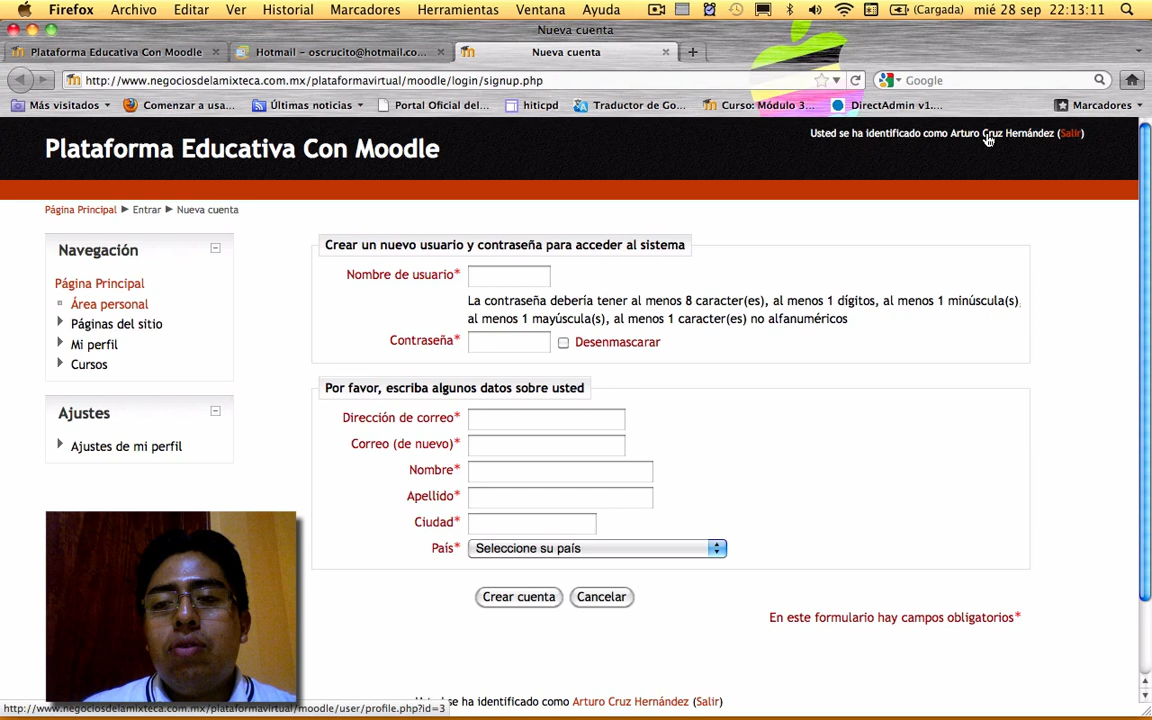 Firefox Archivo Editar Ver Historial Marcadores Herramientas Ventana Ayuda (Cargada) mié 28 sep 22:13:11
Nueva cuenta
Plataforma Educativa Con Moodle Hotmail – oscrucito@hotmail.co... Nueva cuenta
http://www.negociosdelamixteca.com.mx/plataformavirtual/moodle/login/signup.php Google
Más visitados Comenzar a usa... Últimas noticias Portal Oficial del... hiticpd Traductor de Go... Curso: Módulo 3... DirectAdmin v1.... Marcadores
Usted se ha identificado como Arturo Cruz Hernández (Salir)
Plataforma Educativa Con Moodle
Página Principal ▶ Entrar ▶ Nueva cuenta
Navegación
Página Principal
Área personal
Páginas del sitio
Mi perfil
Cursos
Ajustes
Ajustes de mi perfil
Crear un nuevo usuario y contraseña para acceder al sistema
Nombre de usuario*
La contraseña debería tener al menos 8 caracter(es), al menos 1 dígitos, al menos 1 minúscula(s),
al menos 1 mayúscula(s), al menos 1 caracter(es) no alfanuméricos
Contraseña* Desenmascarar
Por favor, escriba algunos datos sobre usted
Dirección de correo*
Correo (de nuevo)*
Nombre*
Apellido*
Ciudad*
País* Seleccione su país
Crear cuenta Cancelar
En este formulario hay campos obligatorios*
Usted se ha identificado como Arturo Cruz Hernández (Salir)
http://www.negociosdelamixteca.com.mx/plataformavirtual/moodle/user/profile.php?id=3